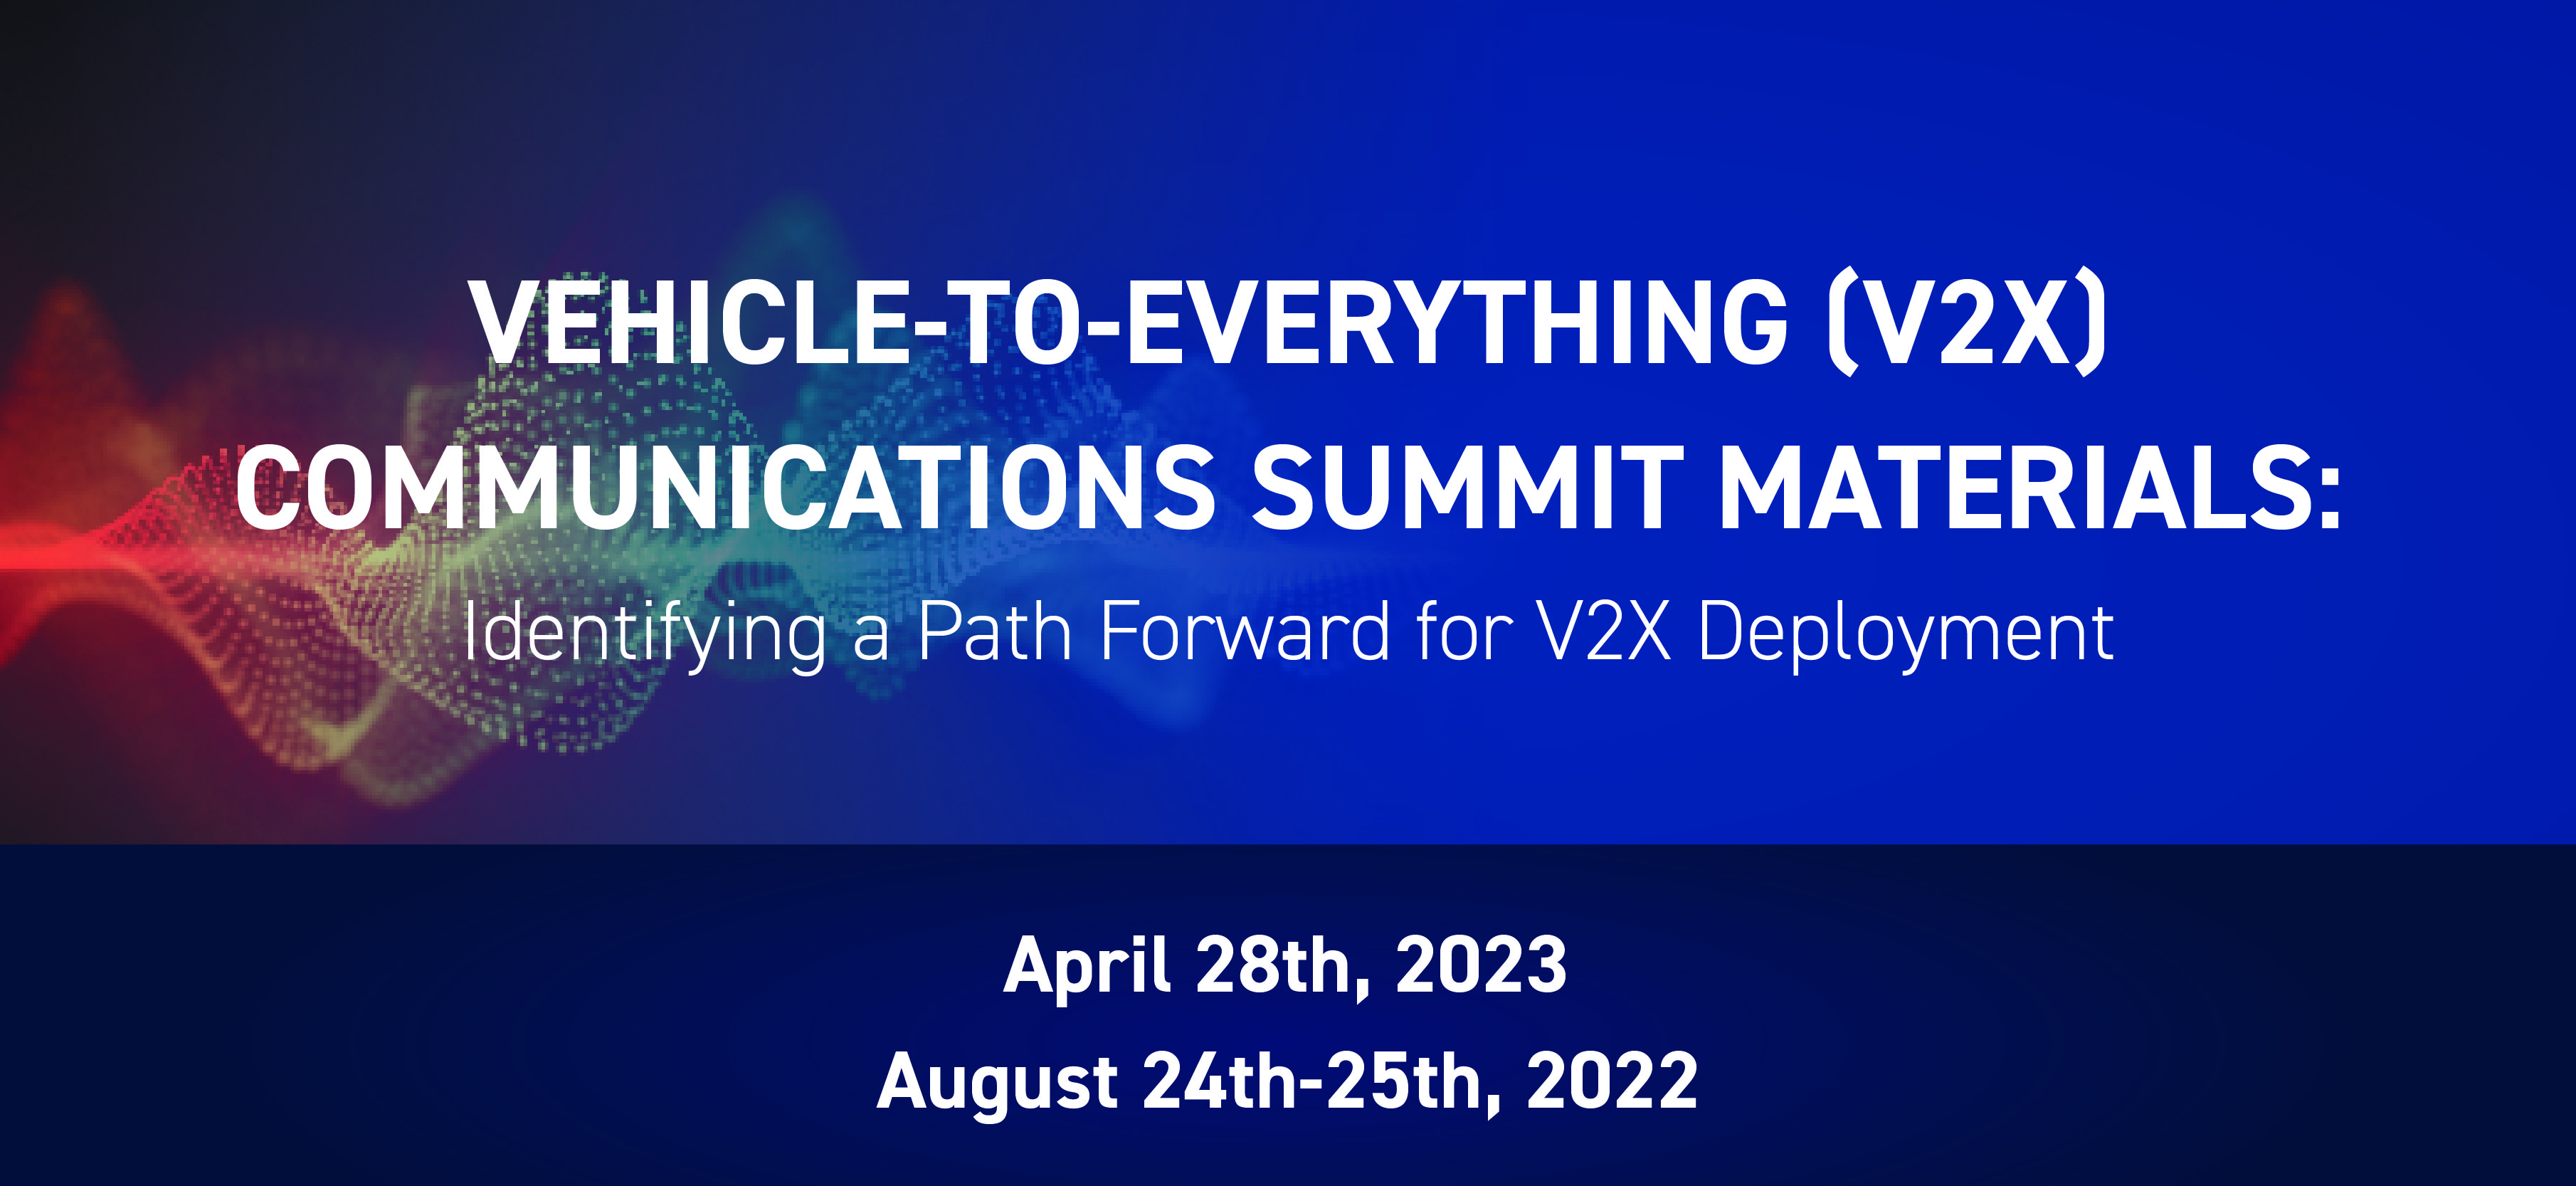 VEHICLE-TO-EVERYTHING (V2X)
COMMUNICATIONS SUMMIT MATERIALS:
Identifying a Path Forward for V2X Deployment
April 28th, 2023
August 24th-25th, 2022